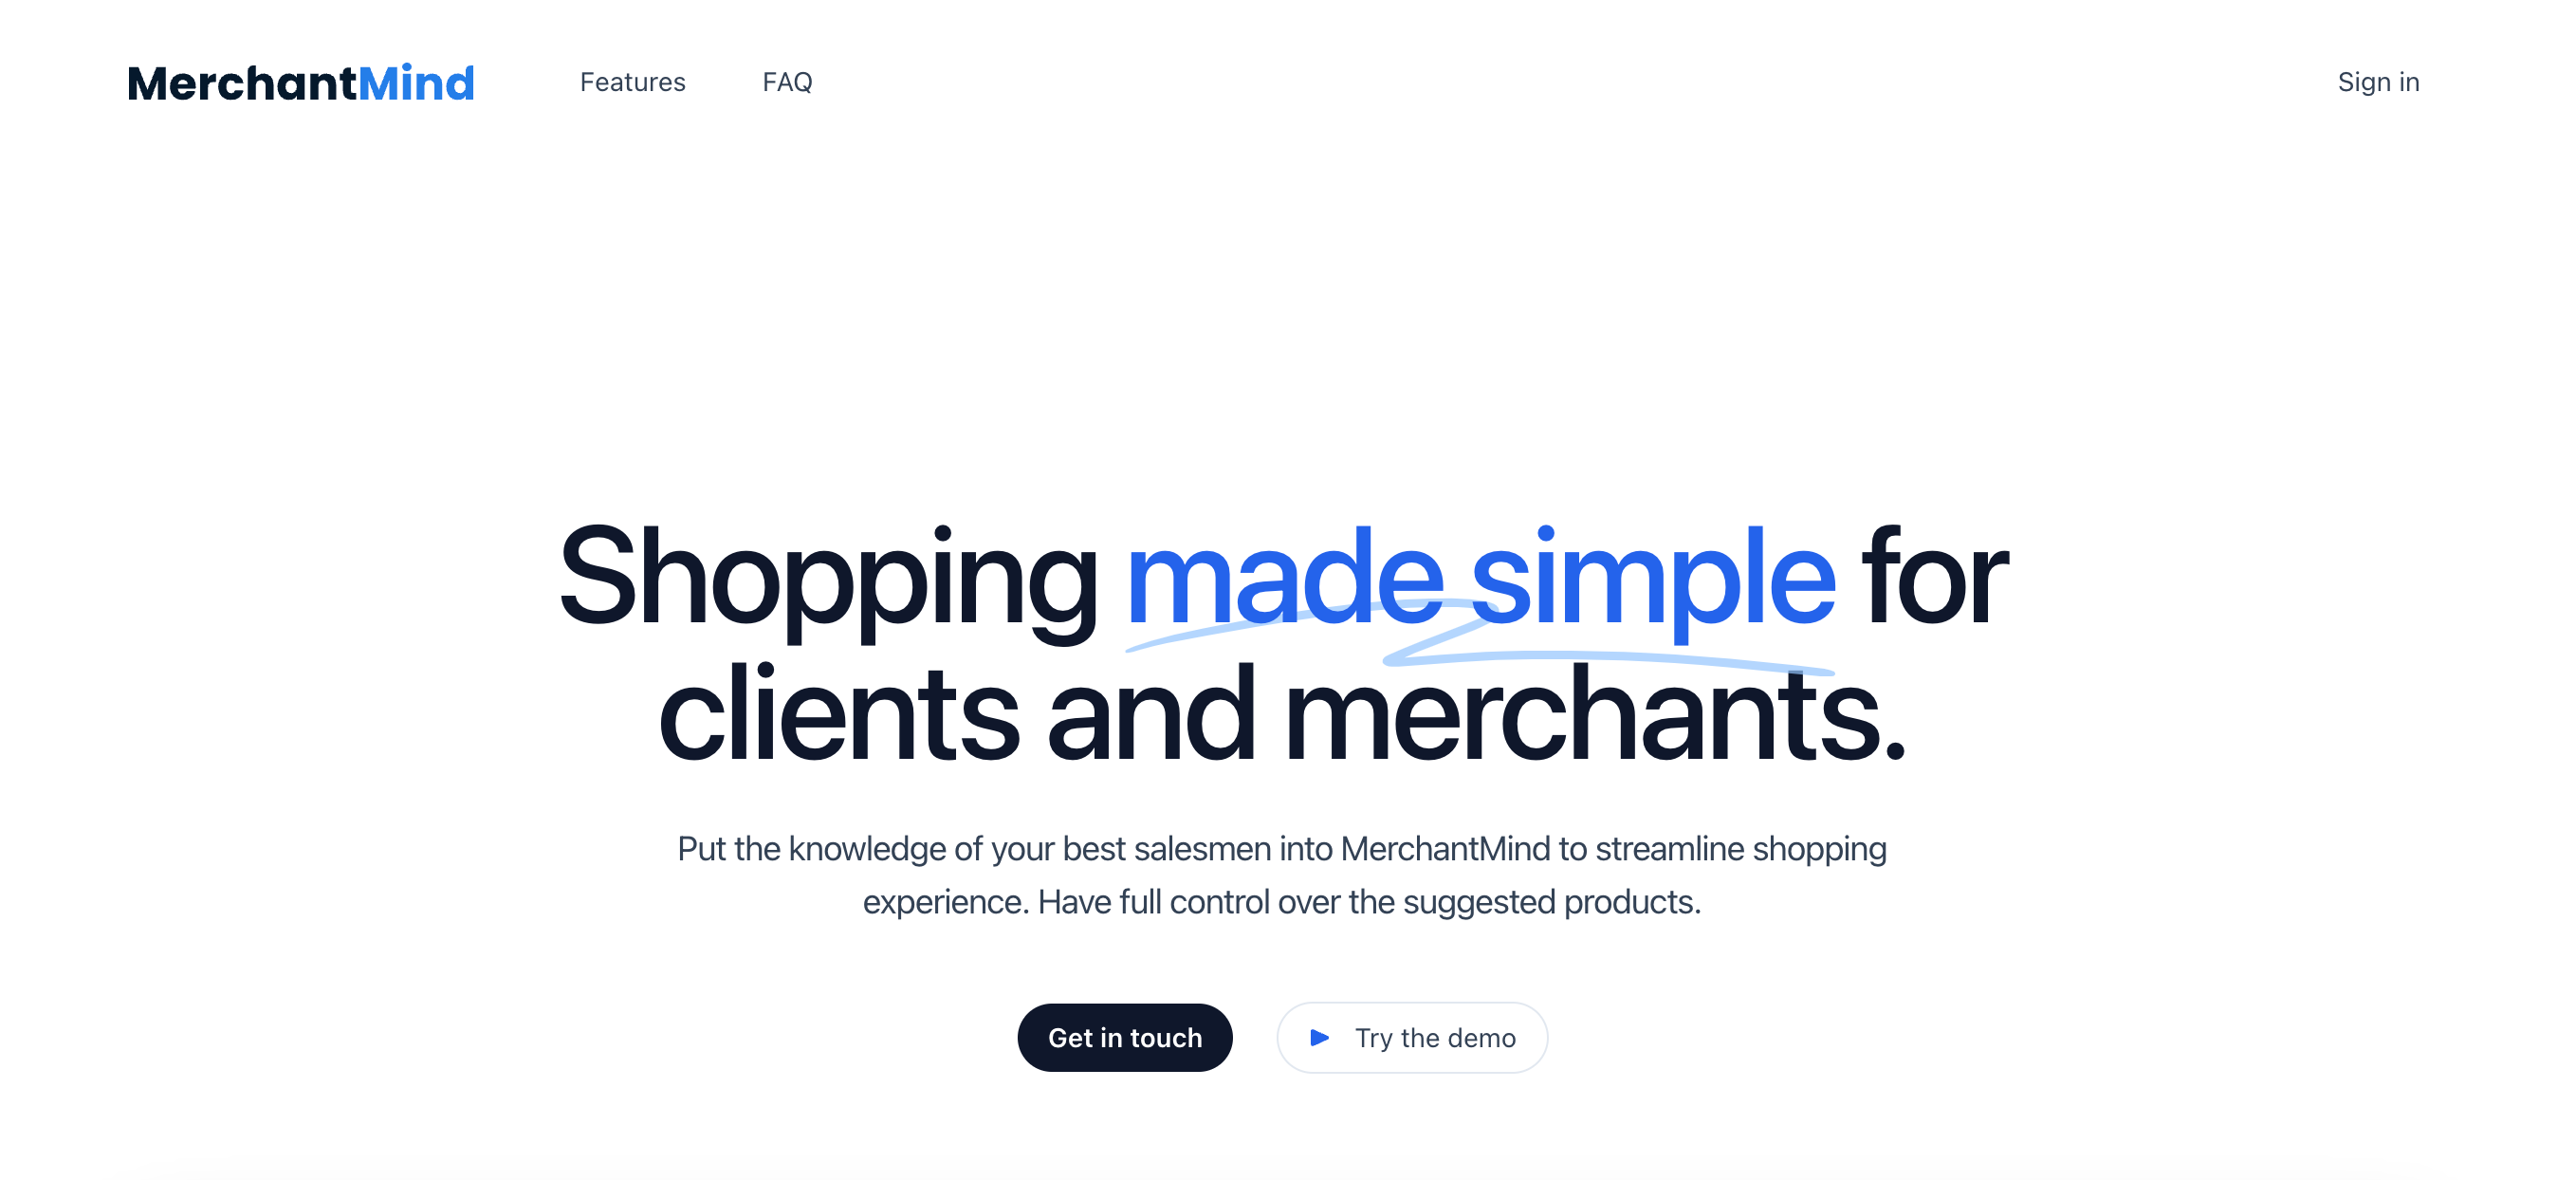 MerchantMind
Features
FAQ
Sign in
Shopping made simple for
clients and merchants.
Put the knowledge of your best salesmen into MerchantMind to streamline shopping
experience. Have full control over the suggested products.
Get in touch
Try the demo